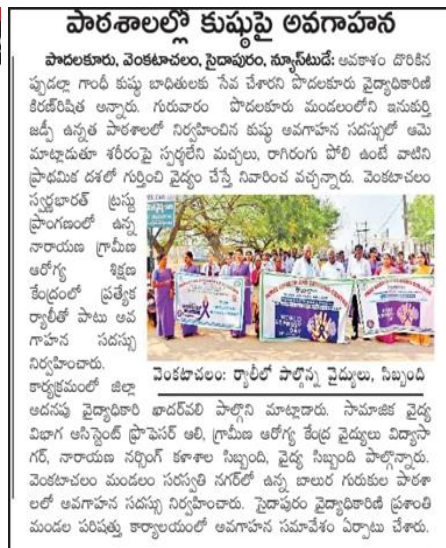 పాఠశాలల్లో కుష్ఠుపై అవగాహన
పొదలకూరు, వెంకటాచలం, సైదాపురం, న్యూస్‌టుడే: అవకాశం దొరికిన
ప్పుడల్లా గాంధీ కుష్ఠు బాధితులకు సేవ చేశారని పొదలకూరు వైద్యాధికారిణి
కిరణ్‌రిషిత అన్నారు. గురువారం పొదలకూరు మండలంలోని ఇనుకుర్తి
జడ్పీ ఉన్నత పాఠశాలలో నిర్వహించిన కుష్ఠు అవగాహన సదస్సులో ఆమె
మాట్లాడుతూ శరీరంపై స్పర్శలేని మచ్చలు, రాగిరంగు పోలి ఉంటే వాటిని
ప్రాథమిక దశలో గుర్తించి వైద్యం చేస్తే నివారించ వచ్చన్నారు. వెంకటాచలం
స్వర్ణభారత్ ట్రస్టు
ప్రాంగణంలో ఉన్న
నారాయణ గ్రామీణ
ఆరోగ్య శిక్షణ
కేంద్రంలో ప్రత్యేక
ర్యాలీతో పాటు అవ
గాహన సదస్సు
నిర్వహించారు.
కార్యక్రమంలో జిల్లా
వెంకటాచలం: ర్యాలీలో పాల్గొన్న వైద్యులు, సిబ్బంది
అదనపు వైద్యాధికారి ఖాదర్‌వలి పాల్గొని మాట్లాడారు. సామాజిక వైద్య
విభాగ అసిస్టెంట్ ప్రొఫెసర్ ఆలి, గ్రామీణ ఆరోగ్య కేంద్ర వైద్యులు విద్యాసా
గర్, నారాయణ నర్సింగ్ కళాశాల సిబ్బంది, వైద్య సిబ్బంది పాల్గొన్నారు.
వెంకటాచలం మండలం సరస్వతి నగర్‌లో ఉన్న బాలుర గురుకుల పాఠశా
లలో అవగాహన సదస్సు నిర్వహించారు. సైదాపురం వైద్యాధికారిణి ప్రశాంతి
మండల పరిషత్తు కార్యాలయంలో అవగాహన సమావేశం ఏర్పాటు చేశారు.